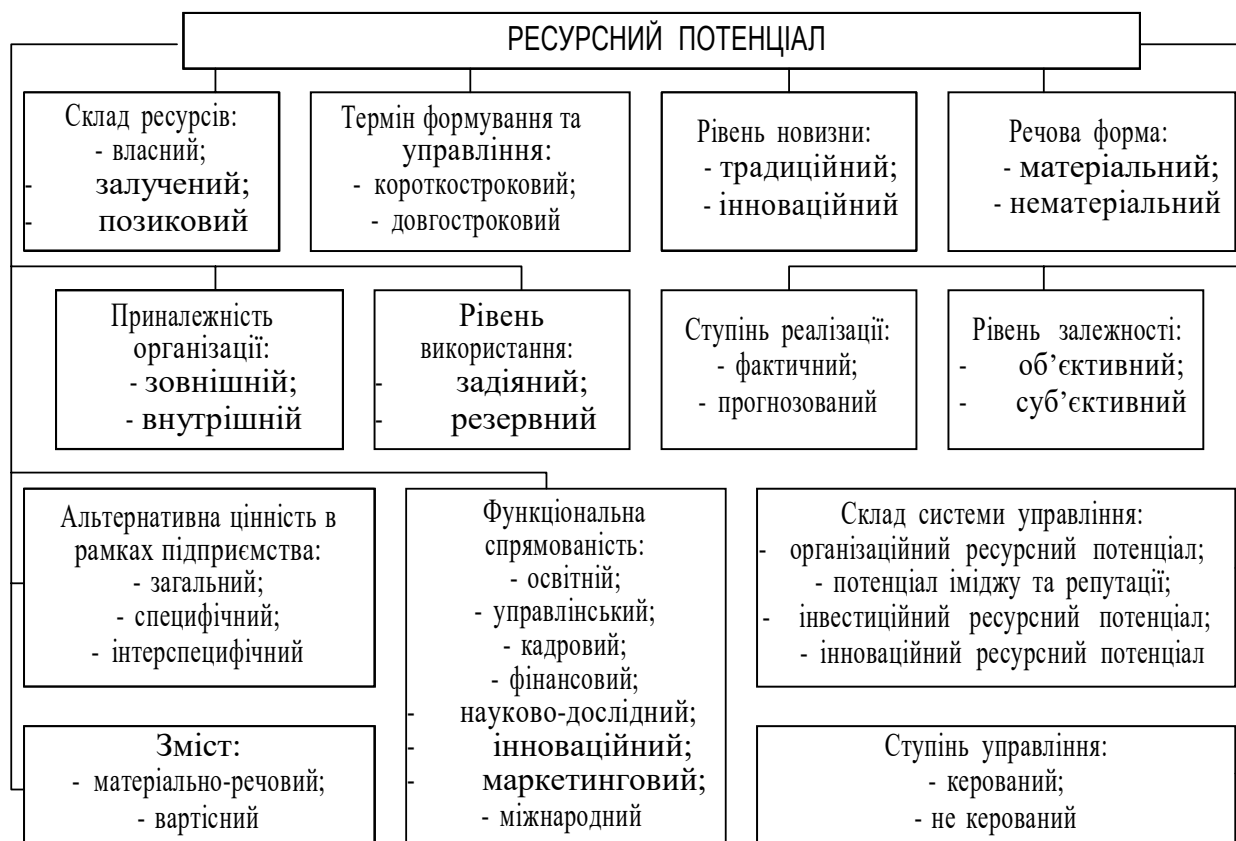 РЕСУРСНИЙ ПОТЕНЦІАЛ
Склад ресурсів:
- власний;
- залучений;
- позиковий
Термін формування та
управління:
- короткостроковий;
- довгостроковий
Рівень новизни:
- традиційний;
- інноваційний
Речова форма:
- матеріальний;
- нематеріальний
Приналежність
організації:
- зовнішній;
- внутрішній
Рівень
використання:
- задіяний;
- резервний
Ступінь реалізації:
- фактичний;
- прогнозований
Рівень залежності:
- об’єктивний;
- суб’єктивний
Альтернативна цінність в
рамках підприємства:
- загальний;
- специфічний;
- інтерспецифічний
Функціональна
спрямованість:
- освітній;
- управлінський;
- кадровий;
- фінансовий;
- науково-дослідний;
- інноваційний;
- маркетинговий;
- міжнародний
Склад системи управління:
- організаційний ресурсний потенціал;
- потенціал іміджу та репутації;
- інвестиційний ресурсний потенціал;
- інноваційний ресурсний потенціал
Зміст:
- матеріально-речовий;
- вартісний
Ступінь управління:
- керований;
- не керований